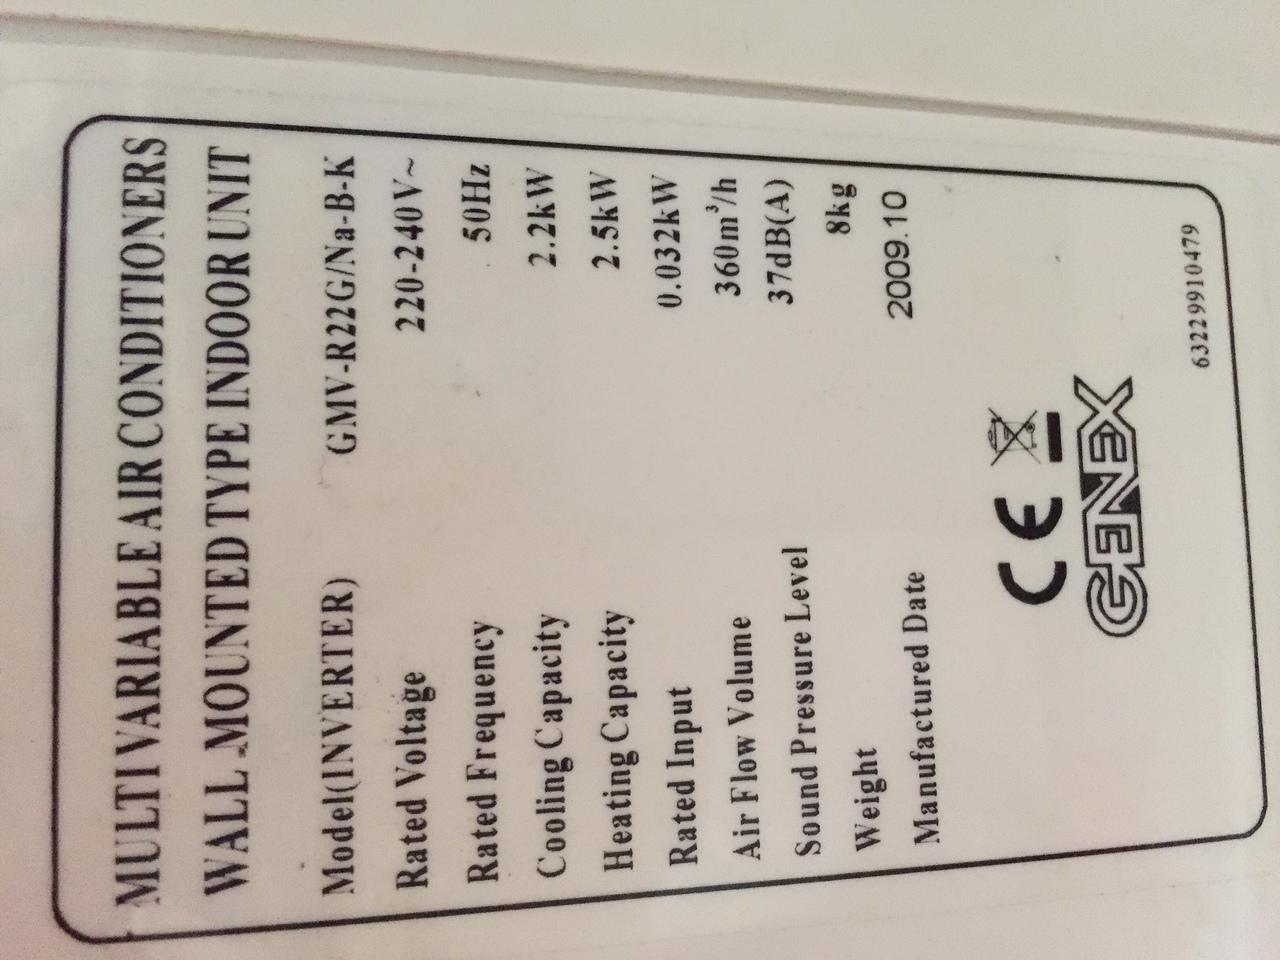 MULTI VARIABLE AIR CONDITIONERS
WALL-MOUNTED TYPE INDOOR UNIT
Model(INVERTER) GMV-R22G/Na-B-K
Rated Voltage 220-240V~
Rated Frequency 50Hz
Cooling Capacity 2.2kW
Heating Capacity 2.5kW
Rated Input 0.032kW
Air Flow Volume 360m³/h
Sound Pressure Level 37dB(A)
Weight 8kg
Manufactured Date 2009.10
CE
GENEX
63229910479